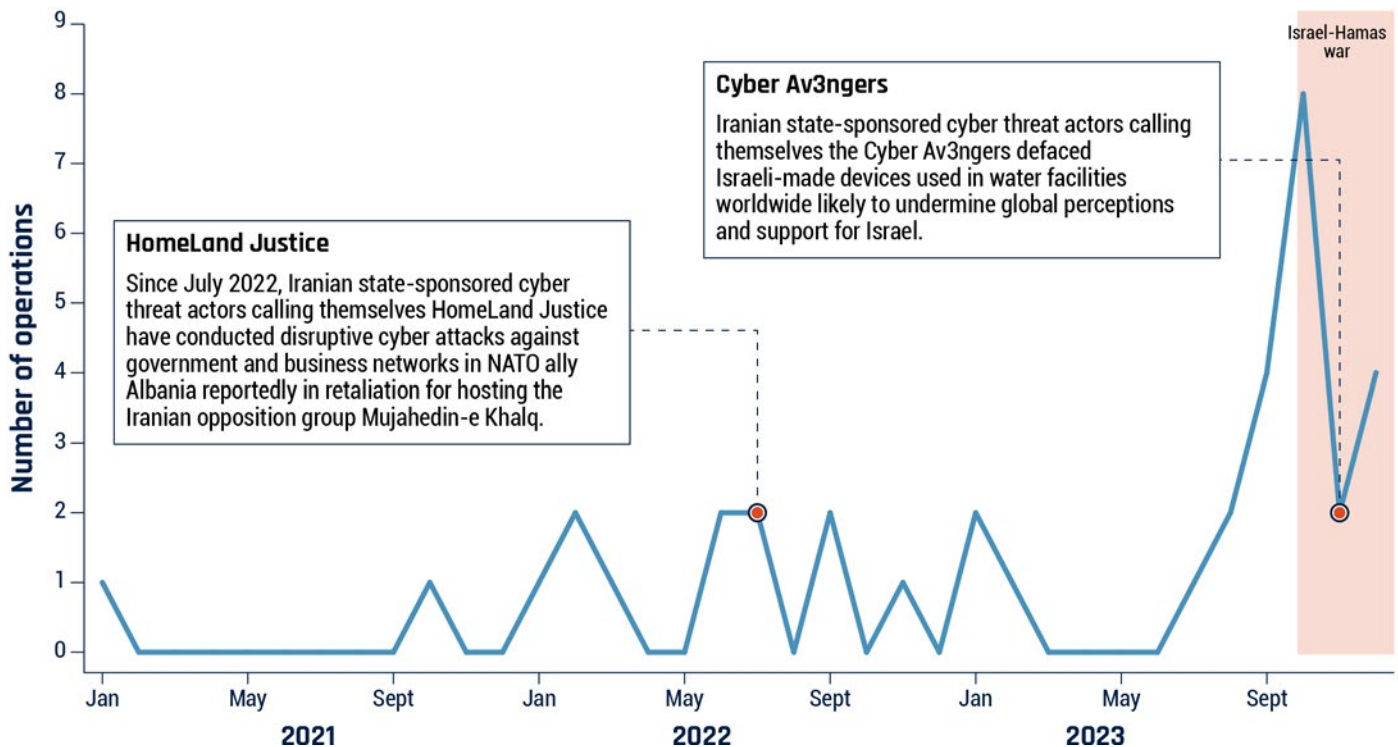 9
8
7
6
5
4
3
2
1
0
Number of operations
HomeLand Justice
Since July 2022, Iranian state-sponsored cyber
threat actors calling themselves HomeLand Justice
have conducted disruptive cyber attacks against
government and business networks in NATO ally
Albania reportedly in retaliation for hosting the
Iranian opposition group Mujahedin-e Khalq.
Cyber Av3ngers
Iranian state-sponsored cyber threat actors calling
themselves the Cyber Av3ngers defaced
Israeli-made devices used in water facilities
worldwide likely to undermine global perceptions
and support for Israel.
Israel-Hamas
war
Jan May Sept Jan May Sept Jan May Sept
2021 2022 2023